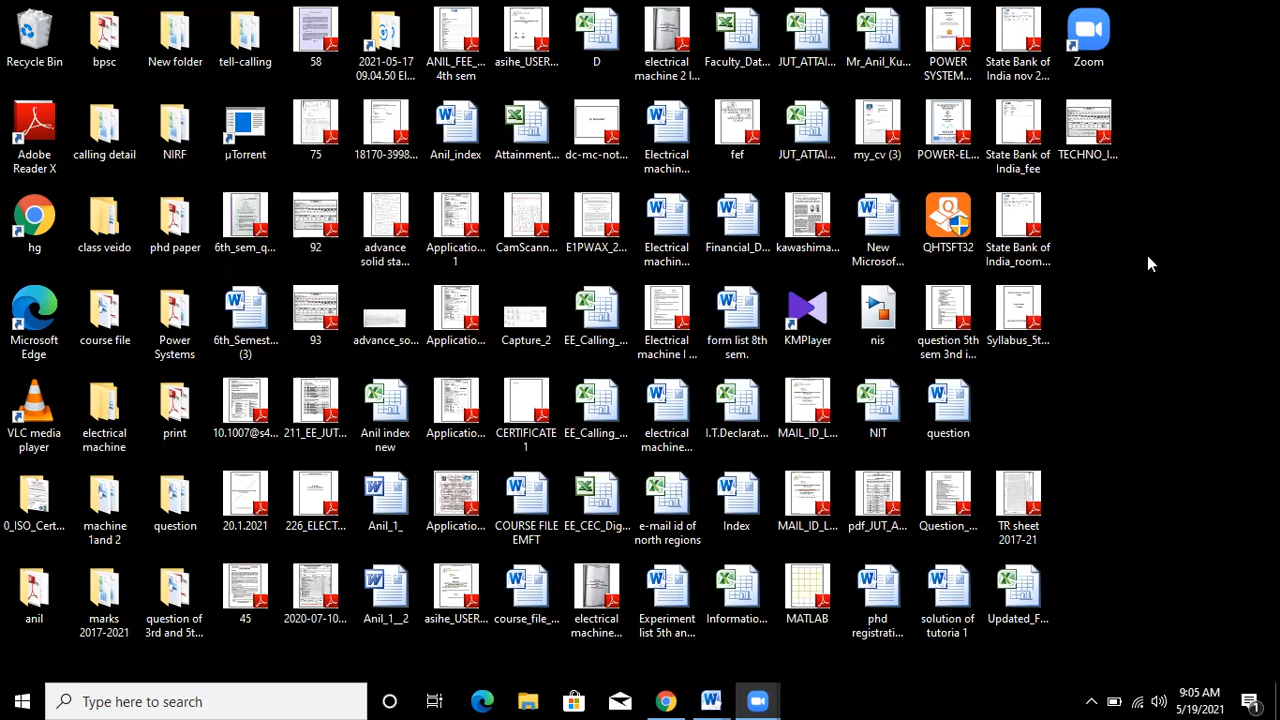 Recycle Bin
bpsc
New folder
tell-calling
58
2021-05-17
09.04.50 El...
ANIL_FEE_...
4th sem
asihe_USER...
D
electrical
machine 2 l...
Faculty_Dat...
JUT_ATTAI...
Mr_Anil_Ku...
POWER
SYSTEM...
State Bank of
India nov 2...
Zoom
Adobe
Reader X
calling detail
NIRF
µTorrent
75
18170-3998...
Anil_index
Attainment...
dc-mc-not...
Electrical
machin...
fef
JUT_ATTAI...
my_cv (3)
POWER-EL...
State Bank of
India_fee
TECHNO_I...
hg
class veido
phd paper
6th_sem_q...
92
advance
solid sta...
Applicatio...
1
CamScann...
E1PWAX_2...
Electrical
machin...
Financial_D...
kawashima...
New
Microsof...
QHTSFT32
State Bank of
India_room...
Microsoft
Edge
course file
Power
Systems
6th_Semest...
(3)
93
advance_so...
Applicatio...
Capture_2
EE_Calling_...
Electrical
machine I ...
form list 8th
sem.
KMPlayer
nis
question 5th
sem 3nd i...
Syllabus_5t...
VLC media
player
electrical
machine
print
10.1007@s4...
211_EE_JUT...
Anil index
new
Applicatio...
CERTIFICATE
1
EE_Calling_...
electrical
machine...
I.T.Declarat...
MAIL_ID_L...
NIT
question
0_ISO_Cert...
machine
1and 2
question
20.1.2021
226_ELECT...
Anil_1_
Applicatio...
COURSE FILE
EMFT
EE_CEC_Dig...
e-mail id of
north regions
Index
MAIL_ID_L...
pdf_JUT_A...
Question_...
TR sheet
2017-21
anil
marks
2017-2021
question of
3rd and 5t...
45
2020-07-10...
Anil_1__2
asihe_USER...
course_file_...
electrical
machine...
Experiment
list 5th an...
Informatio...
MATLAB
phd
registrati...
solution of
tutoria 1
Updated_F...
Type here to search
9:05 AM
5/19/2021
1